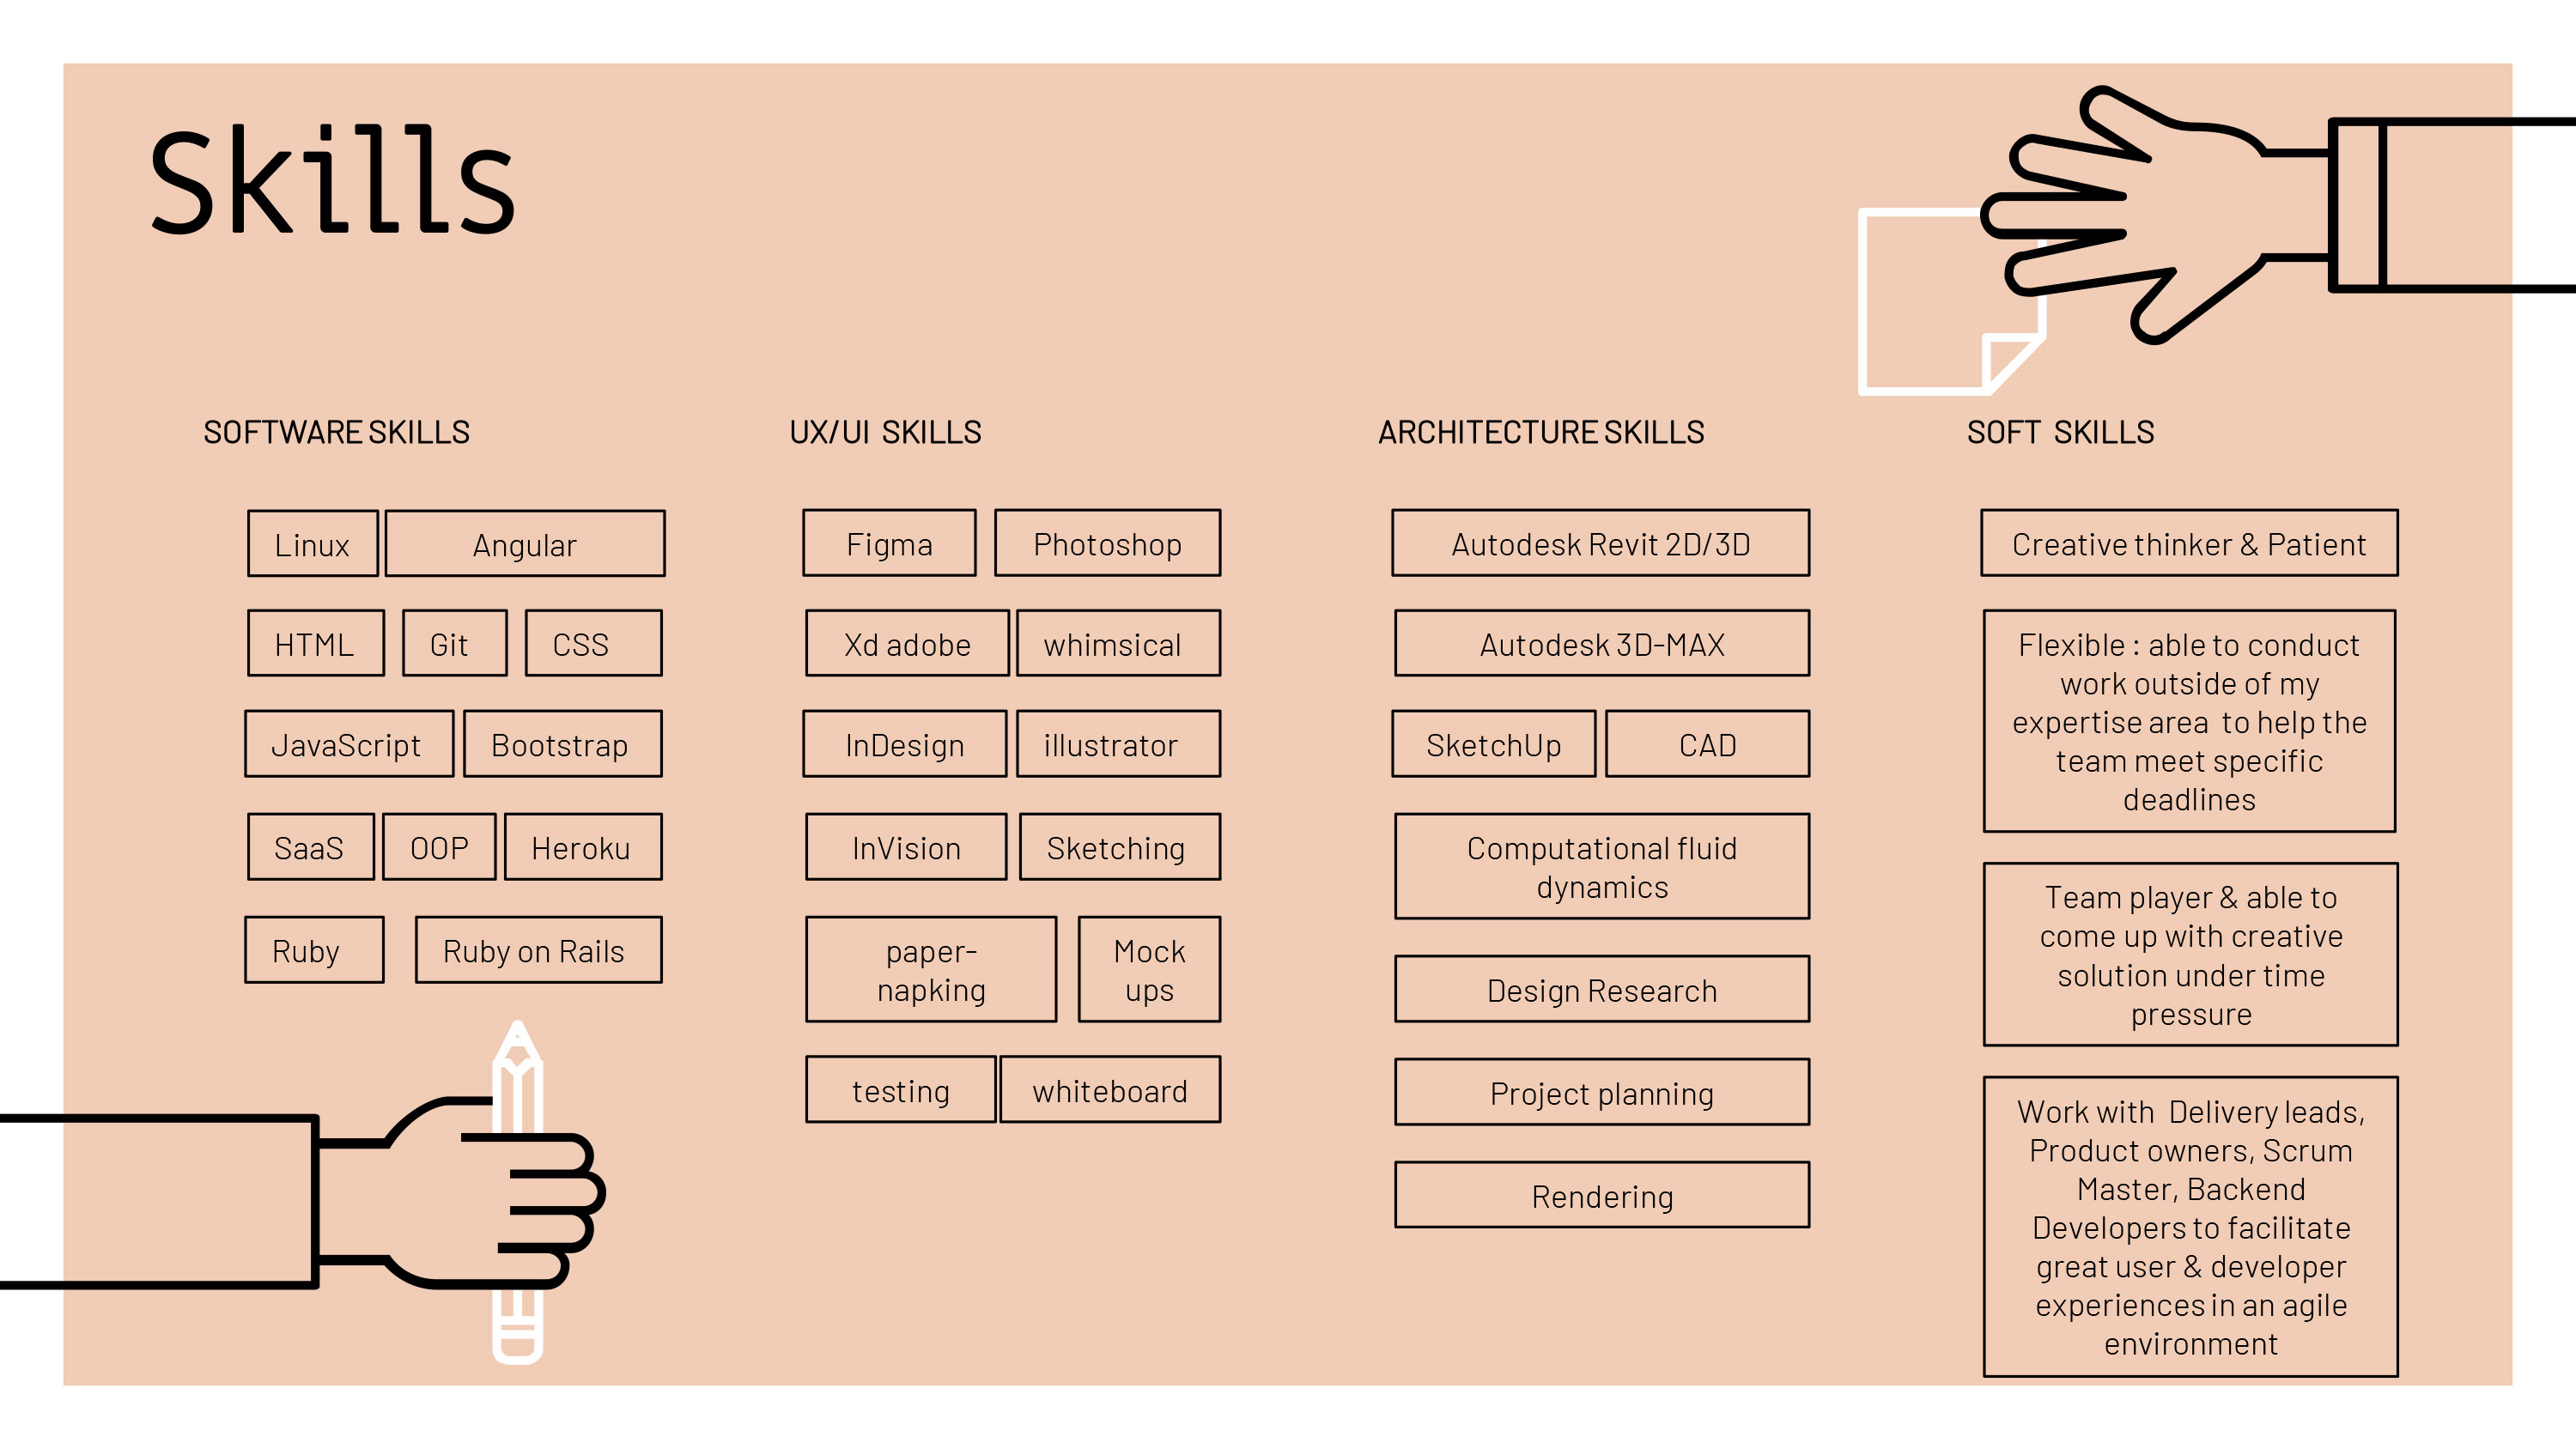 Skills
SOFTWARE SKILLS
Linux
Angular
HTML
Git
CSS
JavaScript
Bootstrap
SaaS
OOP
Heroku
Ruby
Ruby on Rails
UX/UI SKILLS
Figma
Photoshop
Xd adobe
whimsical
InDesign
illustrator
InVision
Sketching
paper-
napking
Mock
ups
testing
whiteboard
ARCHITECTURE SKILLS
Autodesk Revit 2D/3D
Autodesk 3D-MAX
SketchUp
CAD
Computational fluid
dynamics
Design Research
Project planning
Rendering
SOFT SKILLS
Creative thinker & Patient
Flexible : able to conduct
work outside of my
expertise area to help the
team meet specific
deadlines
Team player & able to
come up with creative
solution under time
pressure
Work with Delivery leads,
Product owners, Scrum
Master, Backend
Developers to facilitate
great user & developer
experiences in an agile
environment